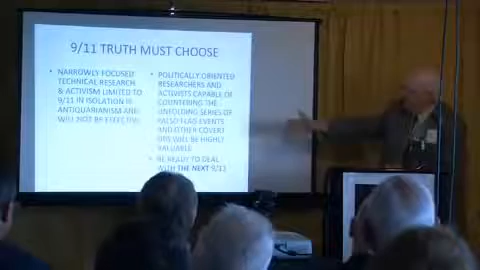 9/11 TRUTH MUST CHOOSE
NARROWLY FOCUSED
TECHNICAL RESEARCH
& ACTIVISM LIMITED TO
9/11 IN ISOLATION IS
ANTIQUARIANISM AND
WILL NOT BE EFFECTIVE
POLITICALLY ORIENTED
RESEARCHERS AND
ACTIVISTS CAPABLE OF
COUNTERING THE
UNFOLDING SERIES OF
FALSE FLAG EVENTS
AND OTHER COVERT
OPS WILL BE HIGHLY
VALUABLE
BE READY TO DEAL
WITH THE NEXT 9/11